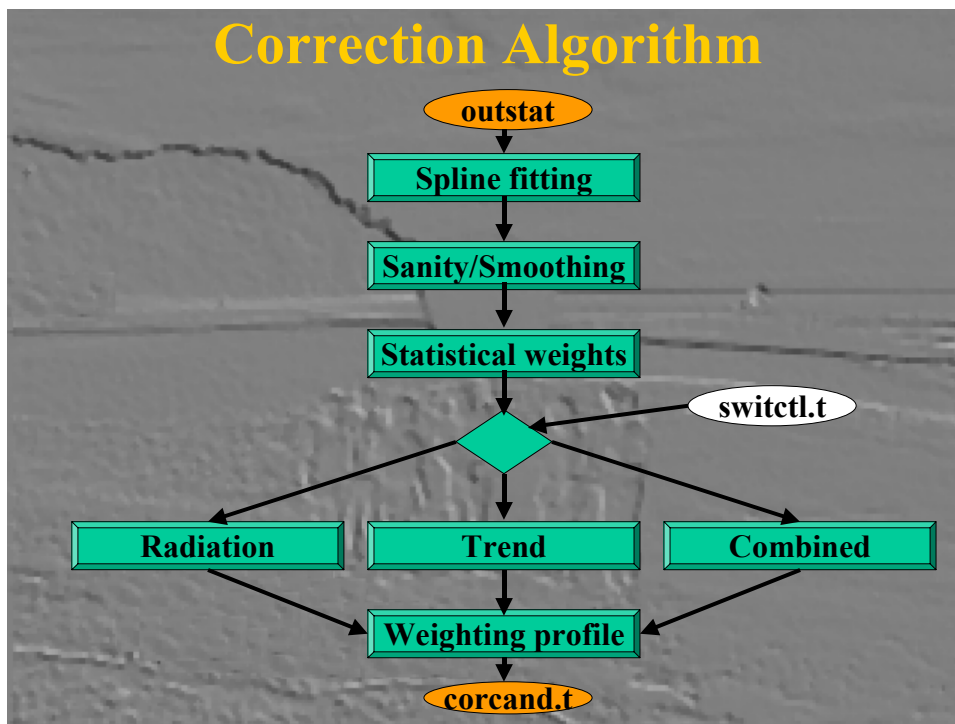 Correction Algorithm
outstat
Spline fitting
Sanity/Smoothing
Statistical weights
switctl.t
Radiation
Trend
Combined
Weighting profile
corcand.t